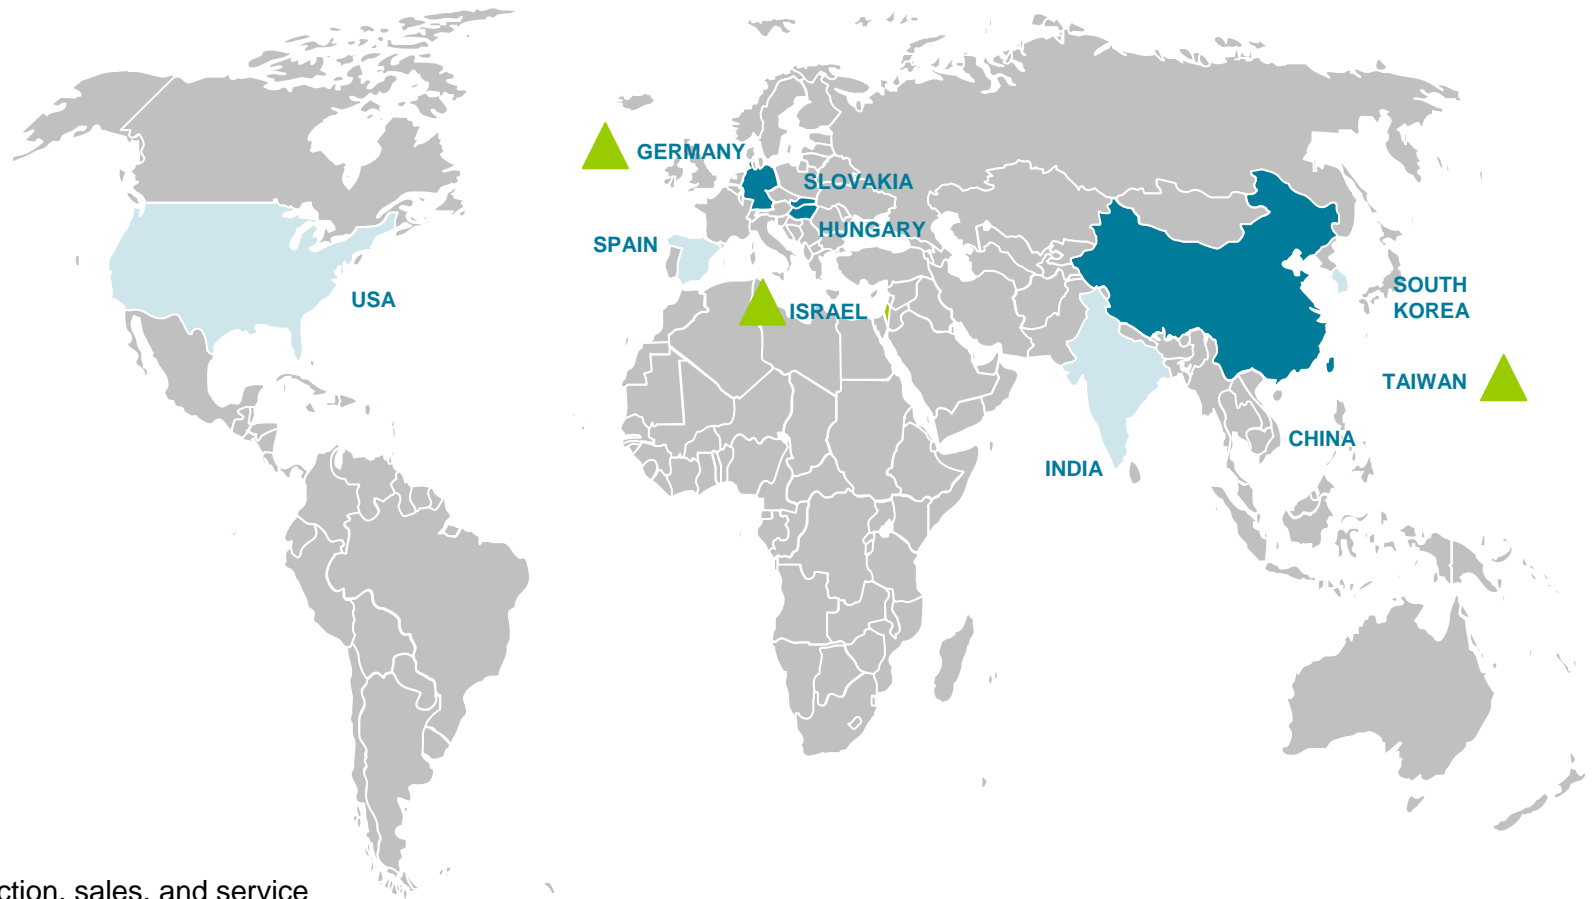 GERMANY
SLOVAKIA
HUNGARY
SPAIN
USA
ISRAEL
SOUTH
KOREA
TAIWAN
CHINA
INDIA
sales, and service